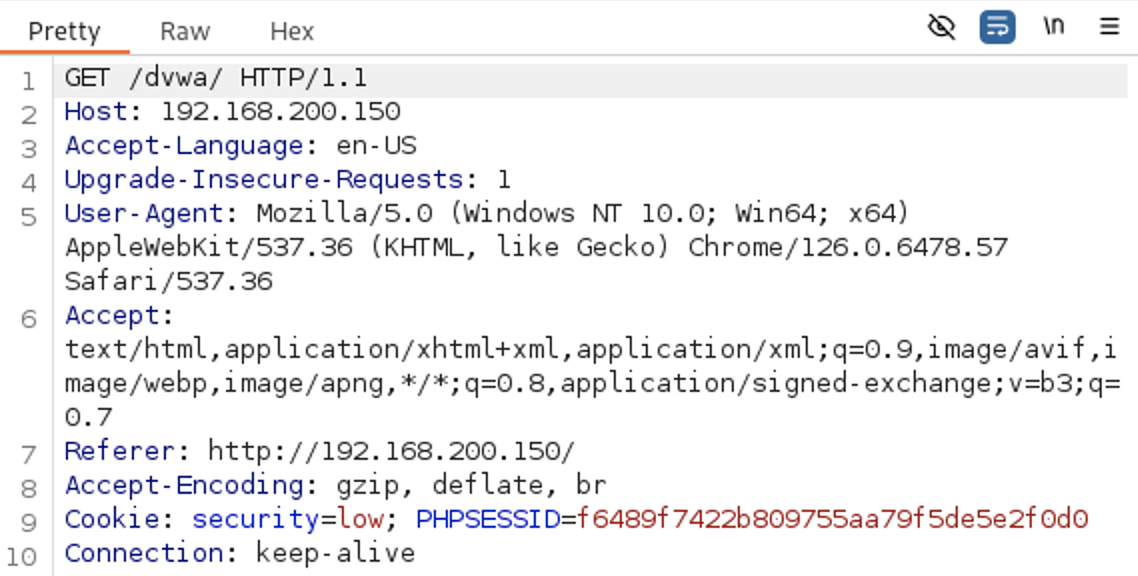 Pretty Raw Hex \n
1 GET /dvwa/ HTTP/1.1
2 Host: 192.168.200.150
3 Accept-Language: en-US
4 Upgrade-Insecure-Requests: 1
5 User-Agent: Mozilla/5.0 (Windows NT 10.0; Win64; x64)
AppleWebKit/537.36 (KHTML, like Gecko) Chrome/126.0.6478.57
Safari/537.36
6 Accept:
text/html,application/xhtml+xml,application/xml;q=0.9,image/avif,i
mage/webp,image/apng,*/*;q=0.8,application/signed-exchange;v=b3;q=
0.7
7 Referer: http://192.168.200.150/
8 Accept-Encoding: gzip, deflate, br
9 Cookie: security=low; PHPSESSID=f6489f7422b809755aa79f5de5e2f0d0
10 Connection: keep-alive